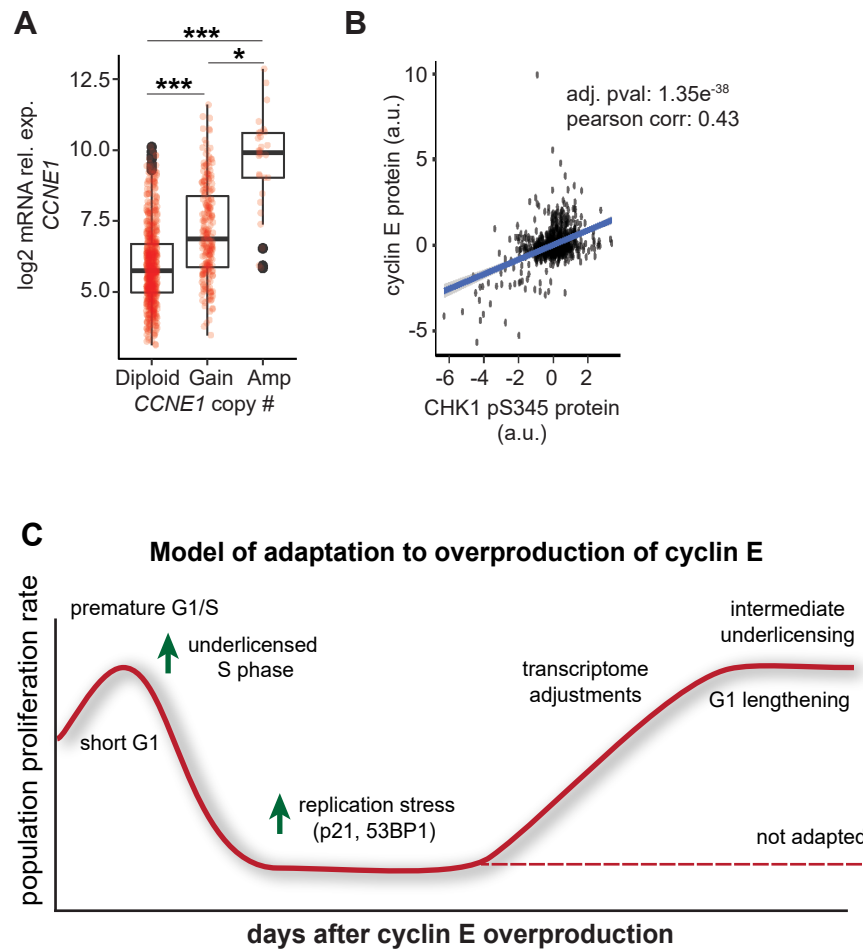 A
***
*
***
log2 mRNA rel. exp.
CCNE1
12.5
10.0
7.5
5.0
Diploid Gain Amp
CCNE1 copy #
B
cyclin E protein (a.u.)
10
5
0
-5
adj. pval: 1.35e-38
pearson corr: 0.43
-6 -4 -2 0 2
CHK1 pS345 protein
(a.u.)
C
Model of adaptation to overproduction of cyclin E
population proliferation rate
premature G1/S
underlicensed
S phase
short G1
replication stress
(p21, 53BP1)
transcriptome
adjustments
intermediate
underlicensing
G1 lengthening
not adapted
days after cyclin E overproduction